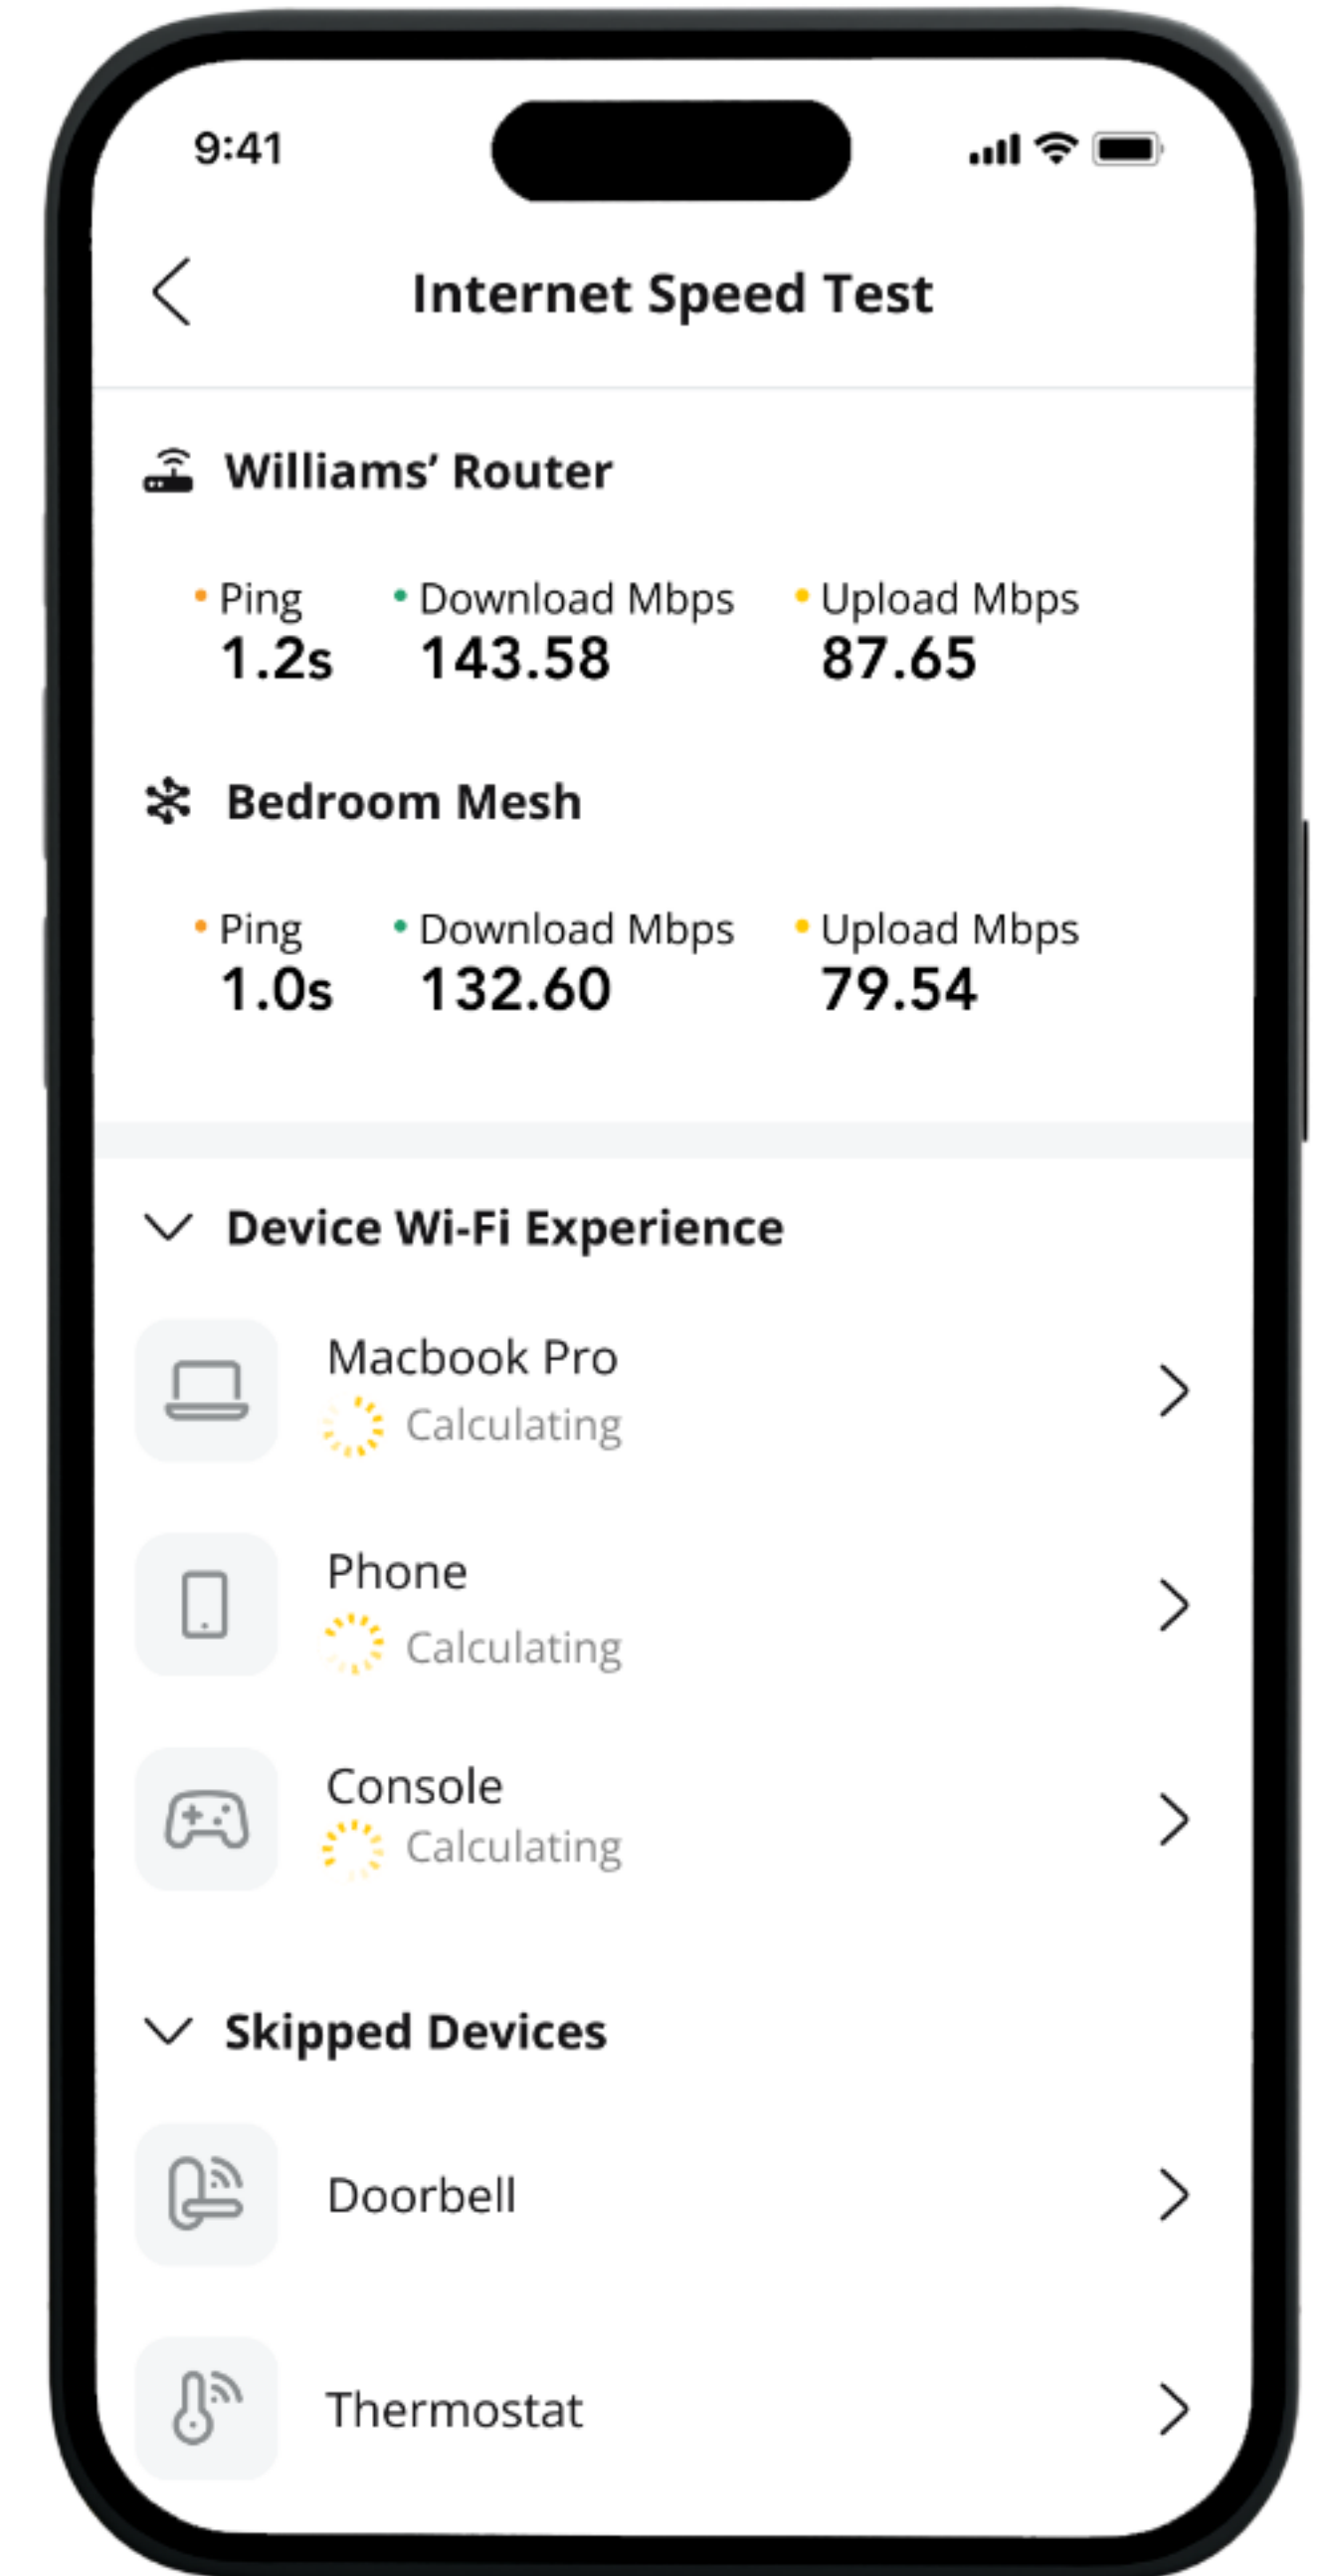 9:41
Internet Speed Test
Williams’ Router
Ping Download Mbps Upload Mbps
1.2s 143.58 87.65
Bedroom Mesh
Ping Download Mbps Upload Mbps
1.0s 132.60 79.54
Device Wi-Fi Experience
Macbook Pro
Calculating
Phone
Calculating
Console
Calculating
Skipped Devices
Doorbell
Thermostat